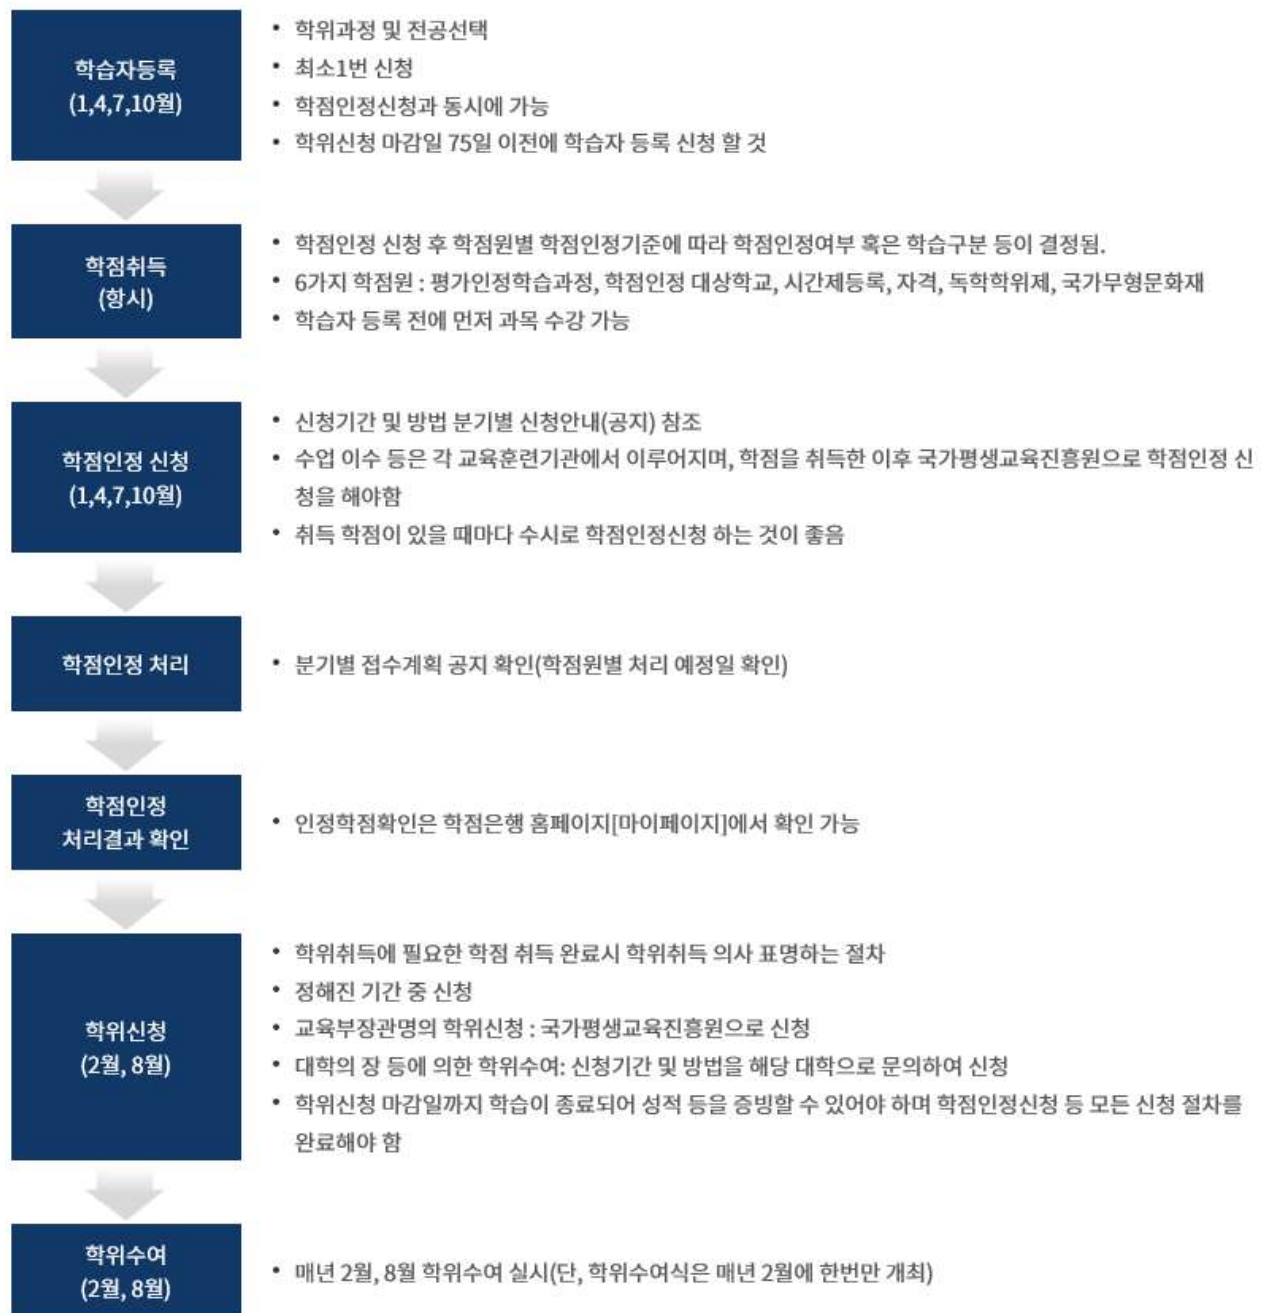 학습자등록
(1,4,7,10월)
• 학위과정 및 전공선택
• 최소1번 신청
• 학점인정신청과 동시에 가능
• 학위신청 마감일 75일 이전에 학습자 등록 신청 할 것
학점취득
(항시)
• 학점인정 신청 후 학점원별 학점인정기준에 따라 학점인정여부 혹은 학습구분 등이 결정됨.
• 6가지 학점원 : 평가인정학습과정, 학점인정 대상학교, 시간제등록, 자격, 독학학위제, 국가무형문화재
• 학습자 등록 전에 먼저 과목 수강 가능
학점인정 신청
(1,4,7,10월)
• 신청기간 및 방법 분기별 신청안내(공지) 참조
• 수업 이수 등은 각 교육훈련기관에서 이루어지며, 학점을 취득한 이후 국가평생교육진흥원으로 학점인정 신
청을 해야함
• 취득 학점이 있을 때마다 수시로 학점인정신청 하는 것이 좋음
학점인정 처리
• 분기별 접수계획 공지 확인(학점원별 처리 예정일 확인)
학점인정
처리결과 확인
• 인정학점확인은 학점은행 홈페이지[마이페이지]에서 확인 가능
학위신청
(2월, 8월)
• 학위취득에 필요한 학점 취득 완료시 학위취득 의사 표명하는 절차
• 정해진 기간 중 신청
• 교육부장관명의 학위신청 : 국가평생교육진흥원으로 신청
• 대학의 장 등에 의한 학위수여: 신청기간 및 방법을 해당 대학으로 문의하여 신청
• 학위신청 마감일까지 학습이 종료되어 성적 등을 증빙할 수 있어야 하며 학점인정신청 등 모든 신청 절차를
완료해야 함
학위수여
(2월, 8월)
• 매년 2월, 8월 학위수여 실시(단, 학위수여식은 매년 2월에 한번만 개최)